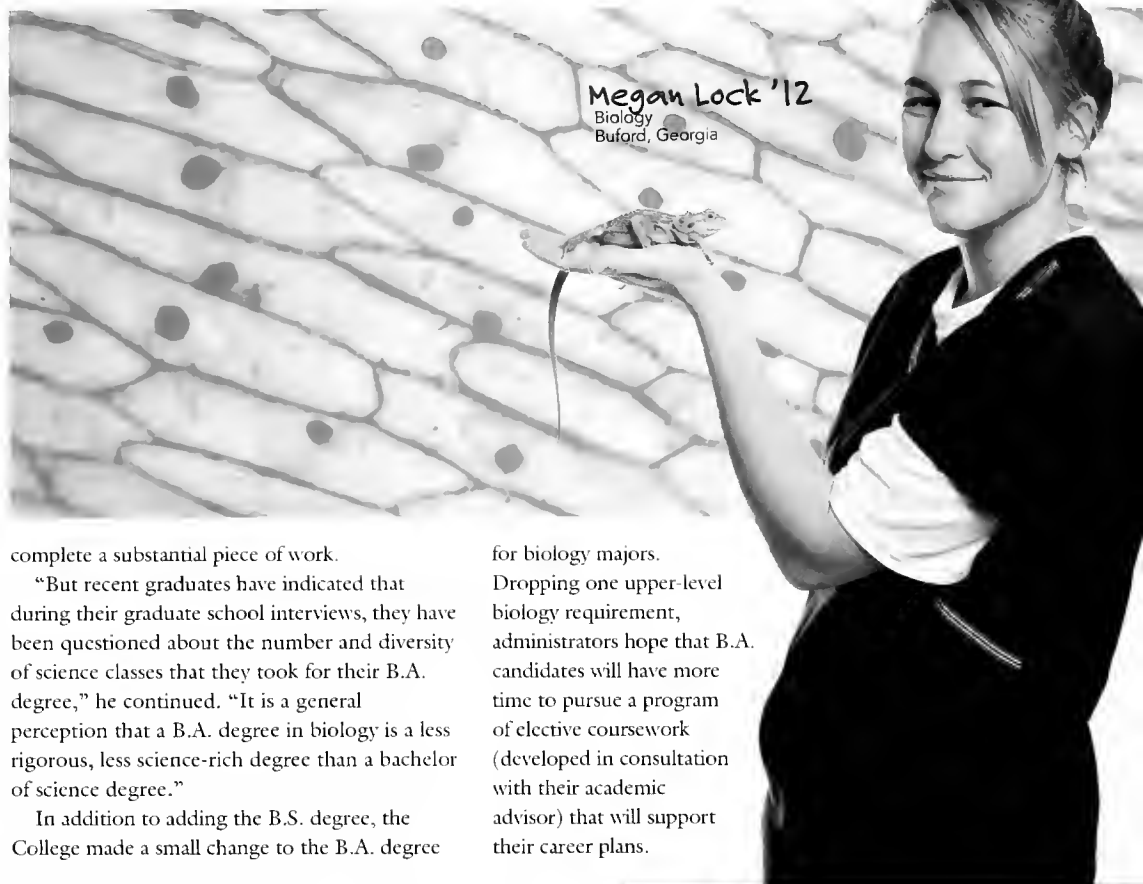 Megan Lock '12
Biology
Buford, Georgia
complete a substantial piece of work.
“But recent graduates have indicated that
during their graduate school interviews, they have
been questioned about the number and diversity
of science classes that they took for their B.A.
degree,” he continued. “It is a general
perception that a B.A. degree in biology is a less
rigorous, less science-rich degree than a bachelor
of science degree.”
In addition to adding the B.S. degree, the
College made a small change to the B.A. degree
for biology majors.
Dropping one upper-level
biology requirement,
administrators hope that B.A.
candidates will have more
time to pursue a program
of elective coursework
(developed in consultation
with their academic
advisor) that will support
their career plans.